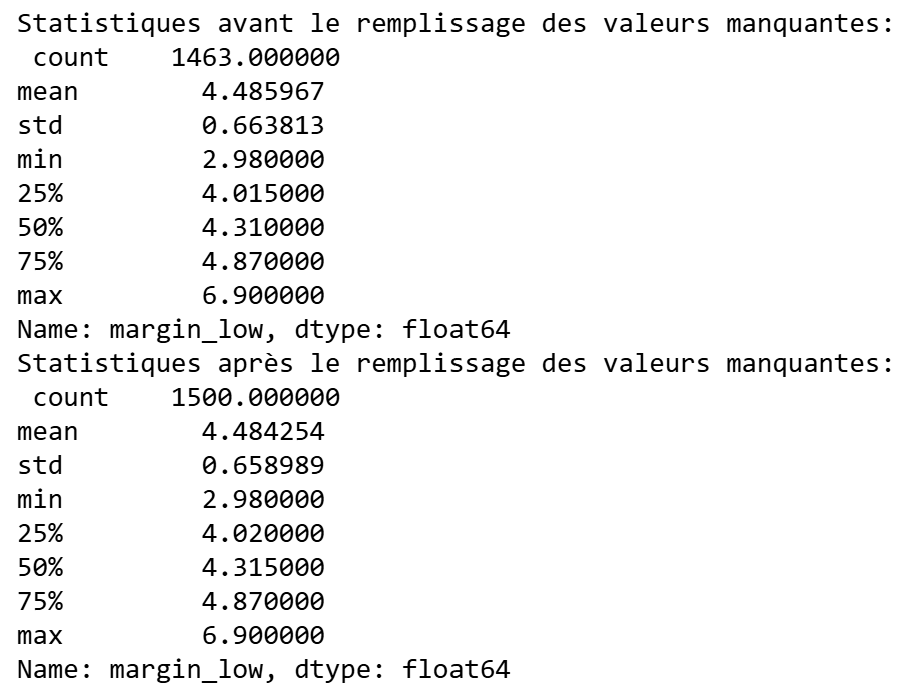 Statistiques avant le remplissage des valeurs manquantes:
 count    1463.000000
mean        4.485967
std         0.663813
min         2.980000
25%         4.015000
50%         4.310000
75%         4.870000
max         6.900000
Name: margin_low, dtype: float64
Statistiques après le remplissage des valeurs manquantes:
 count    1500.000000
mean        4.484254
std         0.658989
min         2.980000
25%         4.020000
50%         4.315000
75%         4.870000
max         6.900000
Name: margin_low, dtype: float64